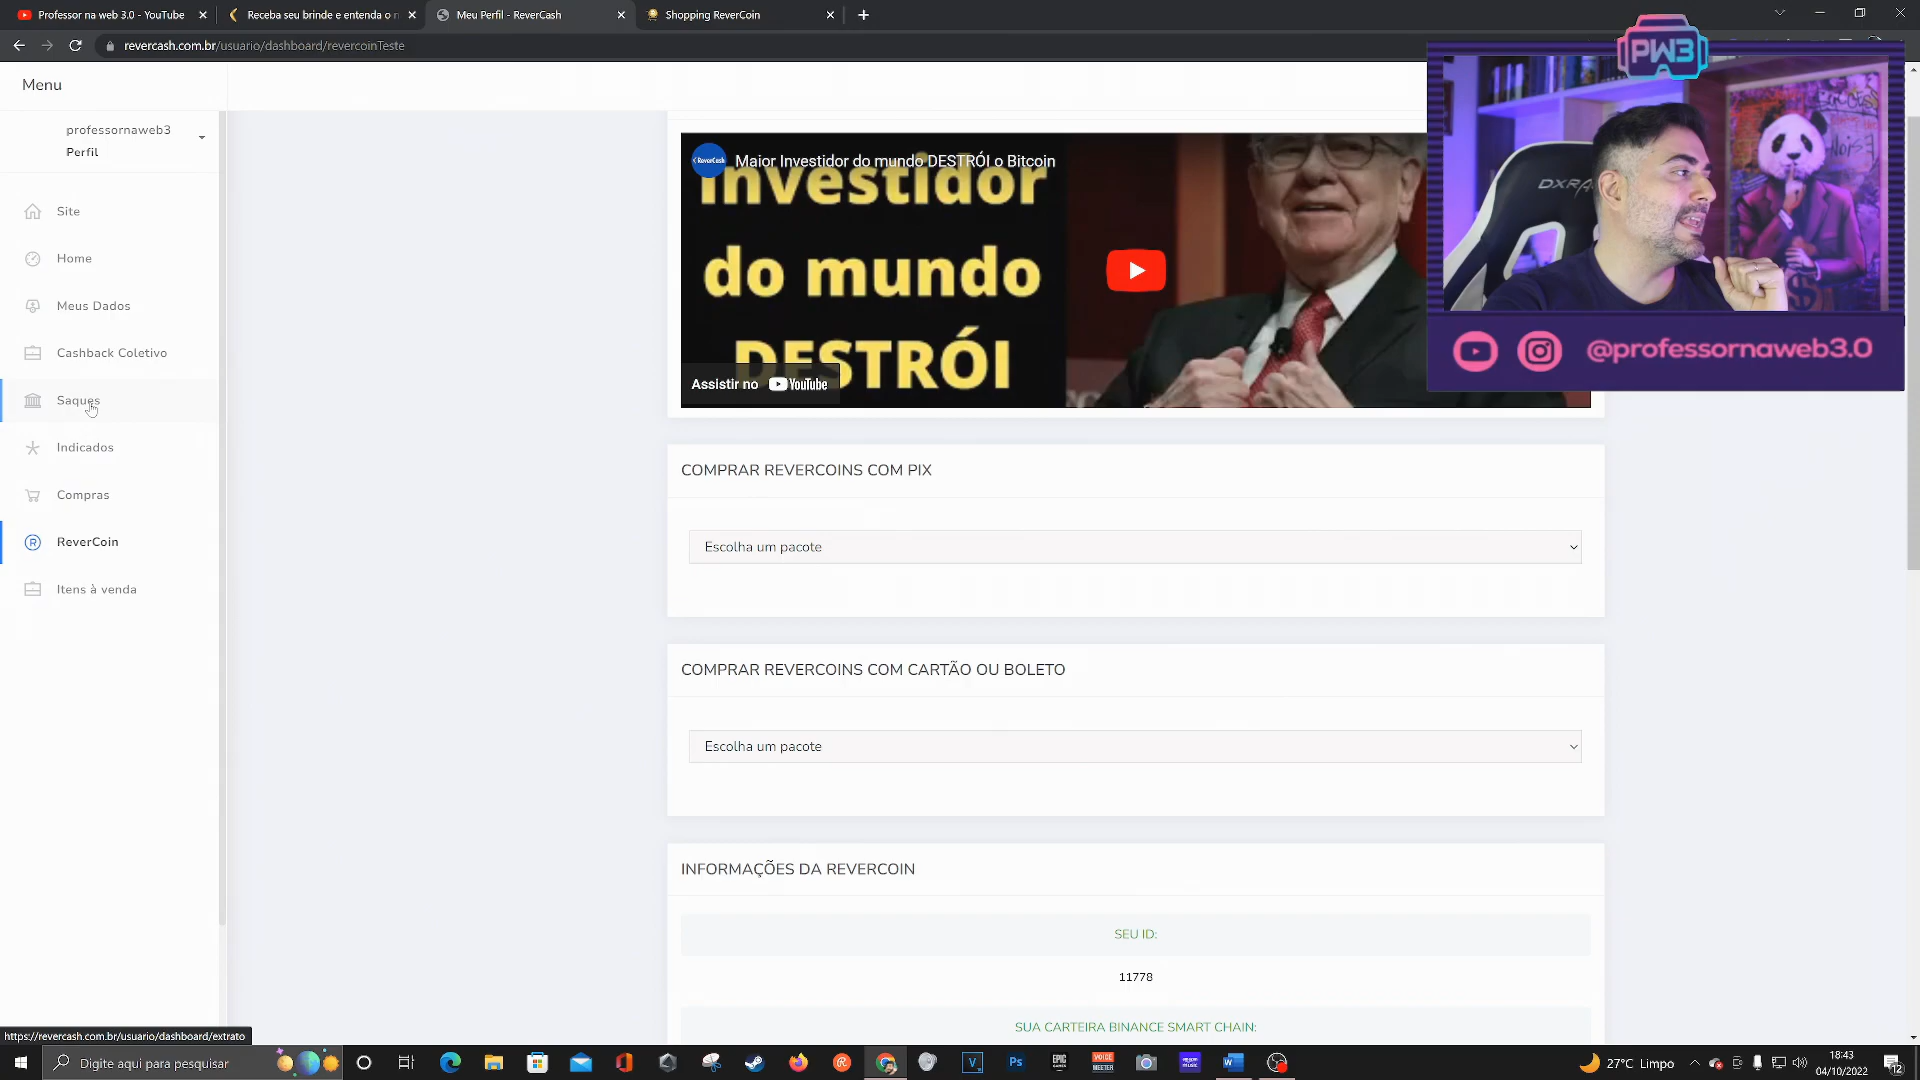 Professor na web 3.0 - YouTube
Receba seu brinde e entenda o n
Meu Perfil - ReverCash
Shopping ReverCoin
revercash.com.br/usuario/dashboard/revercoinTeste
Menu
professornaweb3
Perfil
Site
Home
Meus Dados
Cashback Coletivo
Saques
Indicados
Compras
ReverCoin
Itens à venda
ReverCash
Maior Investidor do mundo DESTRÓI o Bitcoin
Investidor
do mundo
DESTRÓI
Assistir no YouTube
PW3
DXRA
@professornaweb3.0
COMPRAR REVERCOINS COM PIX
Escolha um pacote
COMPRAR REVERCOINS COM CARTÃO OU BOLETO
Escolha um pacote
INFORMAÇÕES DA REVERCOIN
SEU ID:
11778
SUA CARTEIRA BINANCE SMART CHAIN:
https://revercash.com.br/usuario/dashboard/extrato
Digite aqui para pesquisar
27°C Limpo
18:43
04/10/2022
12